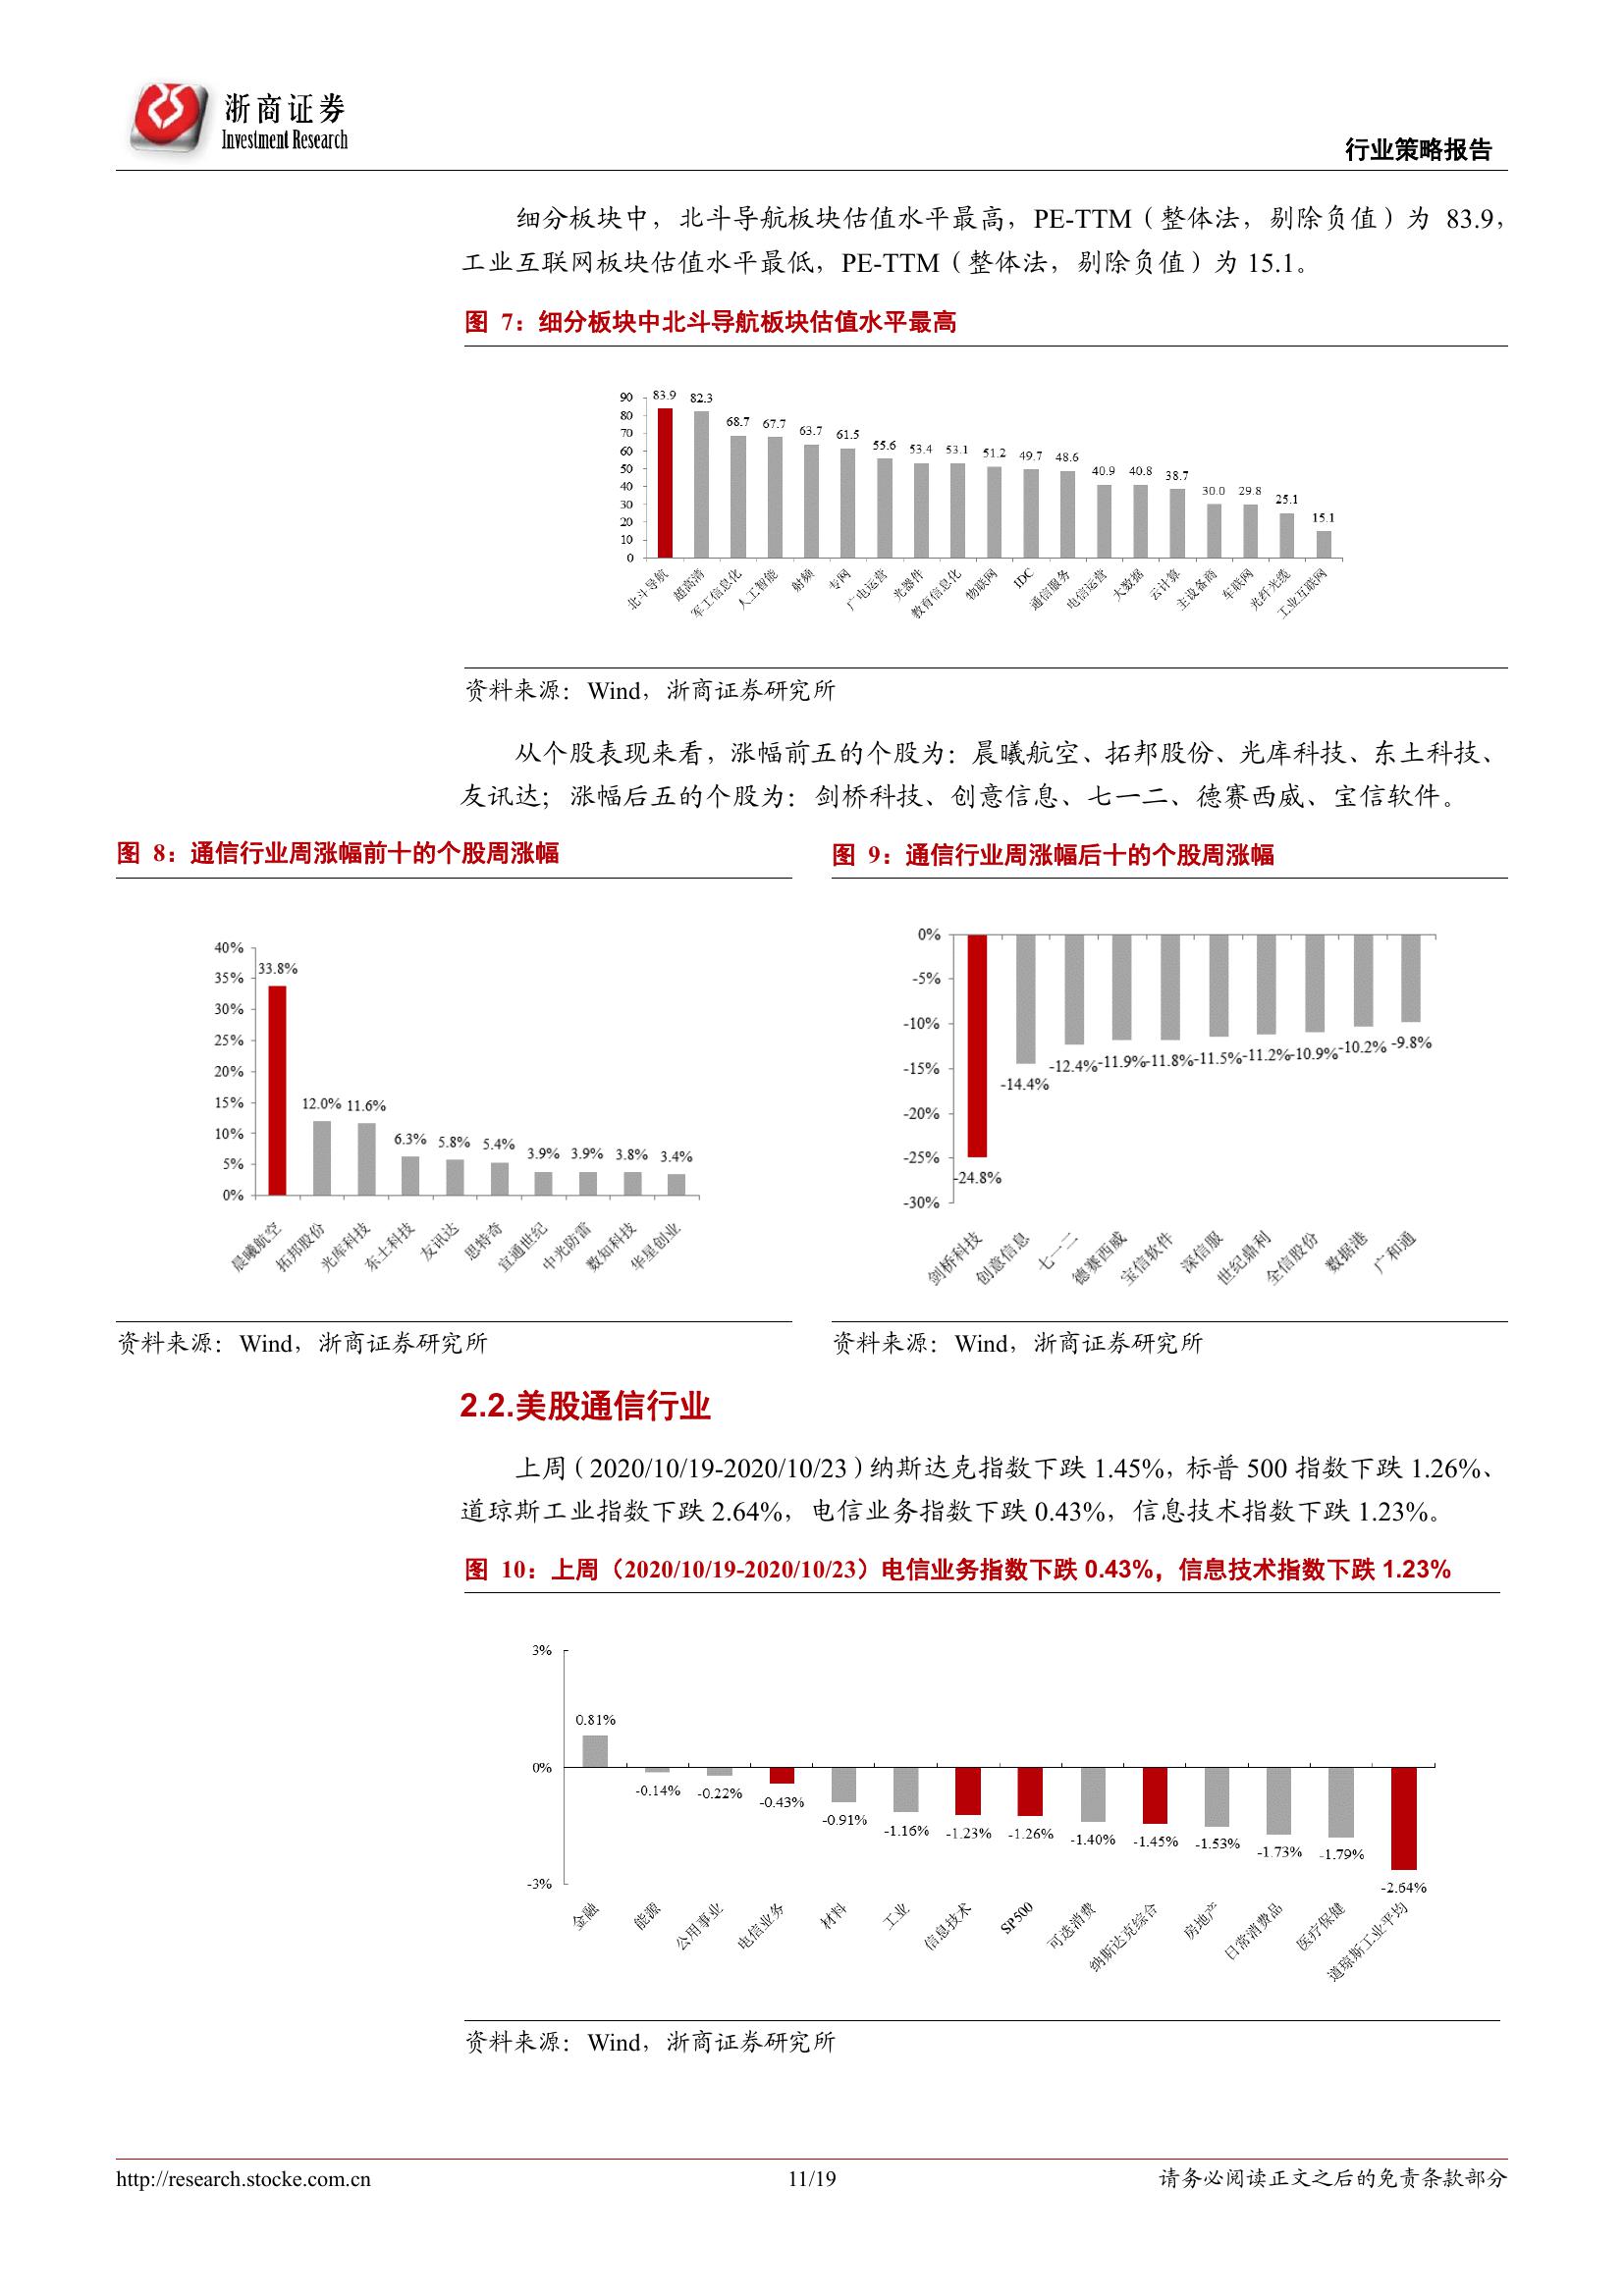 浙商证券
Investment Research
行业策略报告
细分板块中，北斗导航板块估值水平最高，PE-TTM（整体法，剔除负值）为 83.9，
工业互联网板块估值水平最低，PE-TTM（整体法，剔除负值）为 15.1。
图 7：细分板块中北斗导航板块估值水平最高
90
80
70
60
50
40
30
20
10
0
83.9 82.3 68.7 67.7 63.7 61.5 55.6 53.4 53.1 51.2 49.7 48.6 40.9 40.8 38.7 30.0 29.8 25.1 15.1
北斗导航 超高清 军工信息化 人工智能 射频 专网 广电运营 光器件 教育信息化 物联网 IDC 通信服务 电信运营 大数据 云计算 主设备商 车联网 光纤光缆 工业互联网
资料来源：Wind，浙商证券研究所
从个股表现来看，涨幅前五的个股为：晨曦航空、拓邦股份、光库科技、东土科技、
友讯达；涨幅后五的个股为：剑桥科技、创意信息、七一二、德赛西威、宝信软件。
图 8：通信行业周涨幅前十的个股周涨幅
40%
35%
30%
25%
20%
15%
10%
5%
0%
33.8% 12.0% 11.6% 6.3% 5.8% 5.4% 3.9% 3.9% 3.8% 3.4%
晨曦航空 拓邦股份 光库科技 东土科技 友讯达 思特奇 宜通世纪 中光防雷 数知科技 华星创业
资料来源：Wind，浙商证券研究所
图 9：通信行业周涨幅后十的个股周涨幅
0%
-5%
-10%
-15%
-20%
-25%
-30%
-24.8% -14.4% -12.4% -11.9% -11.8% -11.5% -11.2% -10.9% -10.2% -9.8%
剑桥科技 创意信息 七一二 德赛西威 宝信软件 深信服 世纪鼎利 全信股份 数据港 广和通
资料来源：Wind，浙商证券研究所
2.2.美股通信行业
上周（2020/10/19-2020/10/23）纳斯达克指数下跌 1.45%，标普 500 指数下跌 1.26%、
道琼斯工业指数下跌 2.64%，电信业务指数下跌 0.43%，信息技术指数下跌 1.23%。
图 10：上周（2020/10/19-2020/10/23）电信业务指数下跌 0.43%，信息技术指数下跌 1.23%
3%
0%
-3%
0.81% -0.14% -0.22% -0.43% -0.91% -1.16% -1.23% -1.26% -1.40% -1.45% -1.53% -1.73% -1.79% -2.64%
金融 能源 公用事业 电信业务 材料 工业 信息技术 SP500 可选消费 纳斯达克综合 房地产 日常消费品 医疗保健 道琼斯工业平均
资料来源：Wind，浙商证券研究所
http://research.stocke.com.cn
11/19
请务必阅读正文之后的免责条款部分